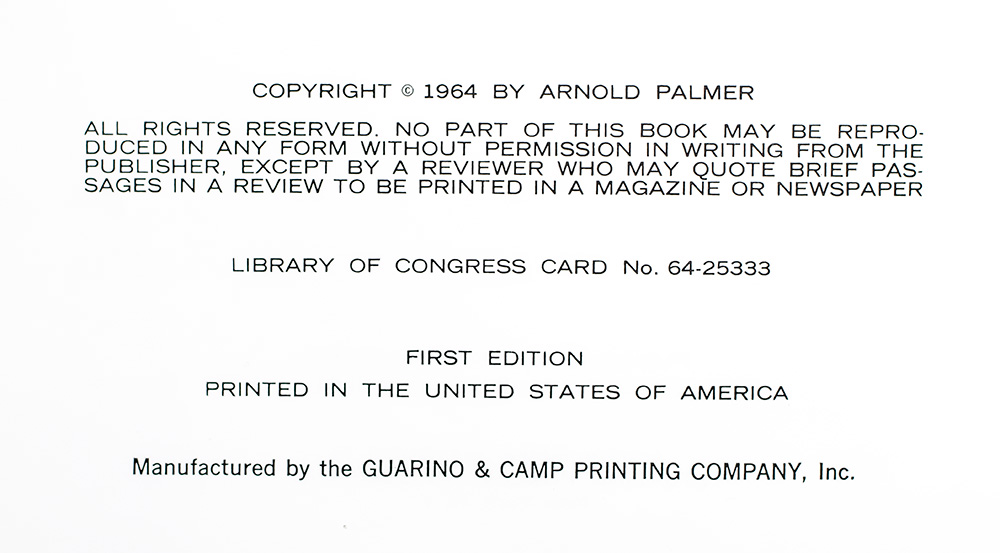 COPYRIGHT © 1964 BY ARNOLD PALMER
ALL RIGHTS RESERVED. NO PART OF THIS BOOK MAY BE REPRO-
DUCED IN ANY FORM WITHOUT PERMISSION IN WRITING FROM THE
PUBLISHER, EXCEPT BY A REVIEWER WHO MAY QUOTE BRIEF PAS-
SAGES IN A REVIEW TO BE PRINTED IN A MAGAZINE OR NEWSPAPER
LIBRARY OF CONGRESS CARD No. 64-25333
FIRST EDITION
PRINTED IN THE UNITED STATES OF AMERICA
Manufactured by the GUARINO & CAMP PRINTING COMPANY, Inc.